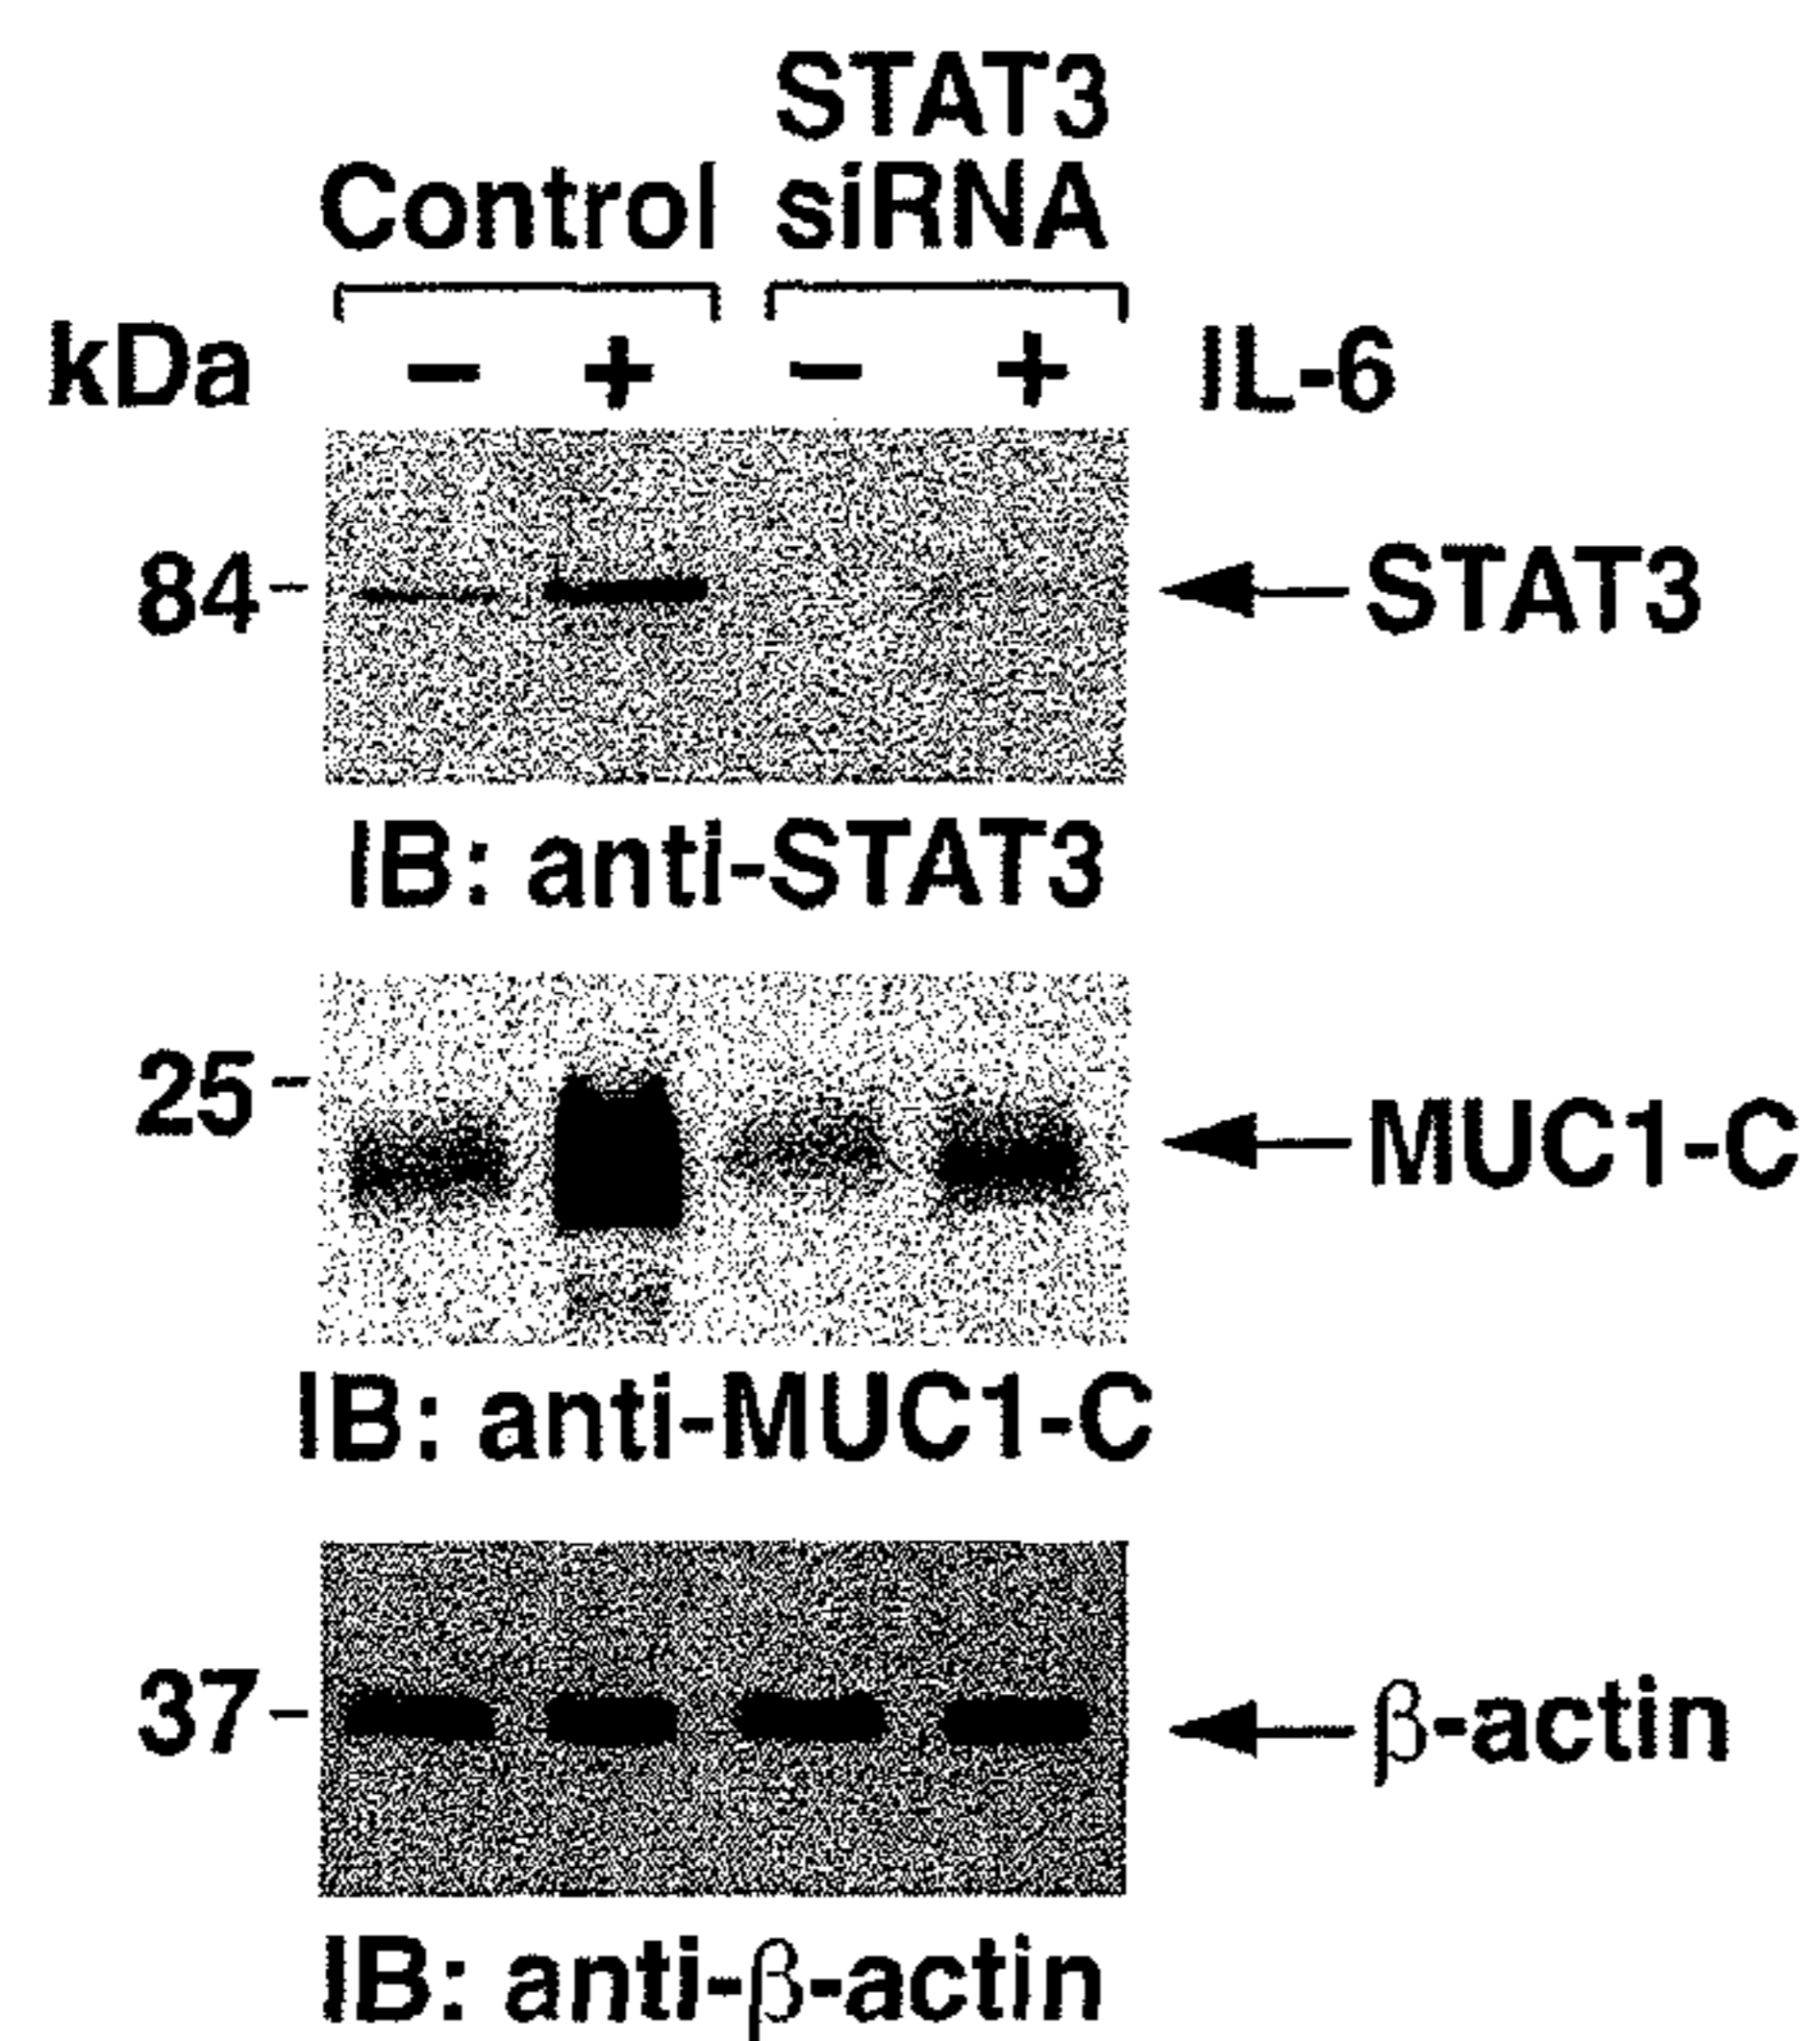 STAT3
Control siRNA
kDa – + – + IL-6
84 STAT3
IB: anti-STAT3
25 MUC1-C
IB: anti-MUC1-C
37 β-actin
IB: anti-β-actin